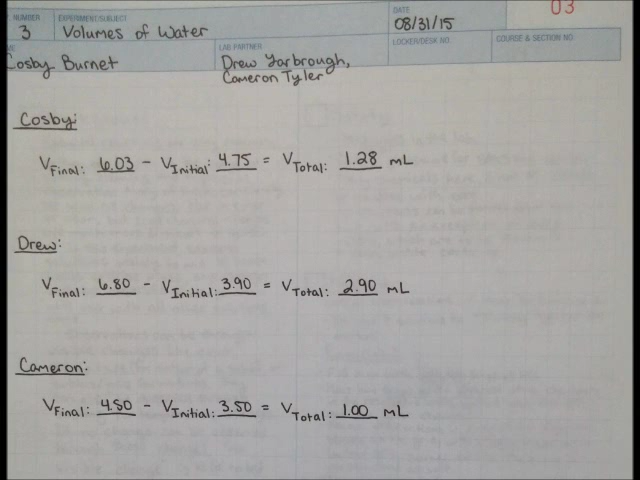 03
NUMBER EXPERIMENT/SUBJECT DATE
3 Volumes of Water 08/31/15
LAB PARTNER LOCKER/DESK NO. COURSE & SECTION NO.
Cosby Burnet Drew Yarbrough,
Cameron Tyler
Cosby:
VFinal: 6.03 - VInitial: 4.75 = VTotal: 1.28 mL
Drew:
VFinal: 6.80 - VInitial: 3.90 = VTotal: 2.90 mL
Cameron:
VFinal: 4.50 - VInitial: 3.50 = VTotal: 1.00 mL